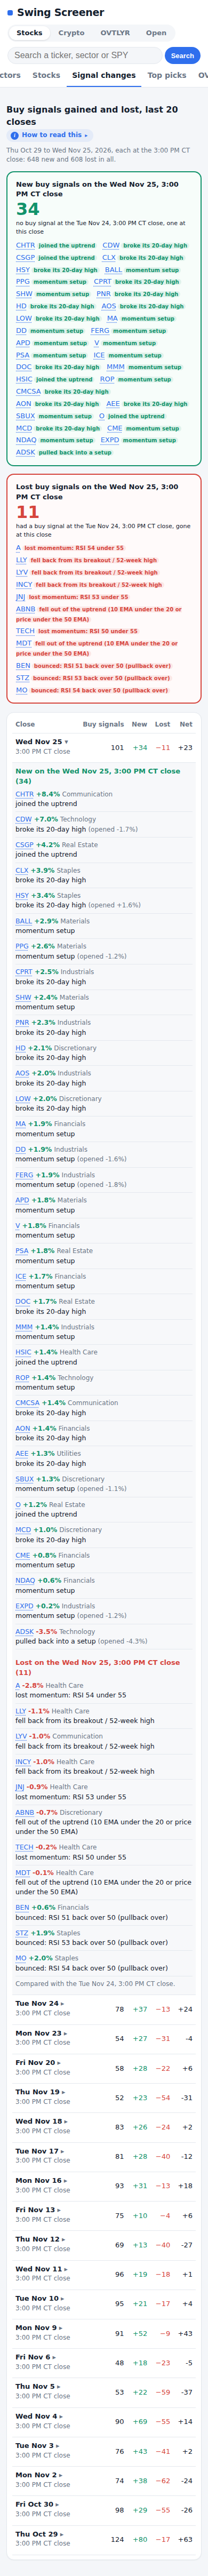 Swing Screener
Stocks Crypto OVTLYR Open
Search a ticker, sector or SPY Search
ctors Stocks Signal changes Top picks OV
Buy signals gained and lost, last 20
closes
i How to read this ▸
Thu Oct 29 to Wed Nov 25, 2026, each at the 3:00 PM CT
close: 648 new and 608 lost in all.
New buy signals on the Wed Nov 25, 3:00
PM CT close
34
no buy signal at the Tue Nov 24, 3:00 PM CT close, one at
this close
CHTR joined the uptrend CDW broke its 20-day high
CSGP joined the uptrend CLX broke its 20-day high
HSY broke its 20-day high BALL momentum setup
PPG momentum setup CPRT broke its 20-day high
SHW momentum setup PNR broke its 20-day high
HD broke its 20-day high AOS broke its 20-day high
LOW broke its 20-day high MA momentum setup
DD momentum setup FERG momentum setup
APD momentum setup V momentum setup
PSA momentum setup ICE momentum setup
DOC broke its 20-day high MMM momentum setup
HSIC joined the uptrend ROP momentum setup
CMCSA broke its 20-day high
AON broke its 20-day high AEE broke its 20-day high
SBUX momentum setup O joined the uptrend
MCD broke its 20-day high CME momentum setup
NDAQ momentum setup EXPD momentum setup
ADSK pulled back into a setup
Lost buy signals on the Wed Nov 25, 3:00
PM CT close
11
had a buy signal at the Tue Nov 24, 3:00 PM CT close, gone
at this close
A lost momentum: RSI 54 under 55
LLY fell back from its breakout / 52-week high
LYV fell back from its breakout / 52-week high
INCY fell back from its breakout / 52-week high
JNJ lost momentum: RSI 53 under 55
ABNB fell out of the uptrend (10 EMA under the 20 or
price under the 50 EMA)
TECH lost momentum: RSI 50 under 55
MDT fell out of the uptrend (10 EMA under the 20 or
price under the 50 EMA)
BEN bounced: RSI 51 back over 50 (pullback over)
STZ bounced: RSI 53 back over 50 (pullback over)
MO bounced: RSI 54 back over 50 (pullback over)
Close Buy signals New Lost Net
Wed Nov 25 ▾
3:00 PM CT close 101 +34 −11 +23
New on the Wed Nov 25, 3:00 PM CT close
(34)
CHTR +8.4% Communication
joined the uptrend
CDW +7.0% Technology
broke its 20-day high (opened -1.7%)
CSGP +4.2% Real Estate
joined the uptrend
CLX +3.9% Staples
broke its 20-day high
HSY +3.4% Staples
broke its 20-day high (opened +1.6%)
BALL +2.9% Materials
momentum setup
PPG +2.6% Materials
momentum setup (opened -1.2%)
CPRT +2.5% Industrials
broke its 20-day high
SHW +2.4% Materials
momentum setup
PNR +2.3% Industrials
broke its 20-day high
HD +2.1% Discretionary
broke its 20-day high
AOS +2.0% Industrials
broke its 20-day high
LOW +2.0% Discretionary
broke its 20-day high
MA +1.9% Financials
momentum setup
DD +1.9% Industrials
momentum setup (opened -1.6%)
FERG +1.9% Industrials
momentum setup (opened -1.8%)
APD +1.8% Materials
momentum setup
V +1.8% Financials
momentum setup
PSA +1.8% Real Estate
momentum setup
ICE +1.7% Financials
momentum setup
DOC +1.7% Real Estate
broke its 20-day high
MMM +1.4% Industrials
momentum setup
HSIC +1.4% Health Care
joined the uptrend
ROP +1.4% Technology
momentum setup
CMCSA +1.4% Communication
broke its 20-day high
AON +1.4% Financials
broke its 20-day high
AEE +1.3% Utilities
broke its 20-day high
SBUX +1.3% Discretionary
momentum setup (opened -1.1%)
O +1.2% Real Estate
joined the uptrend
MCD +1.0% Discretionary
broke its 20-day high
CME +0.8% Financials
momentum setup
NDAQ +0.6% Financials
momentum setup
EXPD +0.2% Industrials
momentum setup (opened -1.2%)
ADSK -3.5% Technology
pulled back into a setup (opened -4.3%)
Lost on the Wed Nov 25, 3:00 PM CT close
(11)
A -2.8% Health Care
lost momentum: RSI 54 under 55
LLY -1.1% Health Care
fell back from its breakout / 52-week high
LYV -1.0% Communication
fell back from its breakout / 52-week high
INCY -1.0% Health Care
fell back from its breakout / 52-week high
JNJ -0.9% Health Care
lost momentum: RSI 53 under 55
ABNB -0.7% Discretionary
fell out of the uptrend (10 EMA under the 20 or price
under the 50 EMA)
TECH -0.2% Health Care
lost momentum: RSI 50 under 55
MDT -0.1% Health Care
fell out of the uptrend (10 EMA under the 20 or price
under the 50 EMA)
BEN +0.6% Financials
bounced: RSI 51 back over 50 (pullback over)
STZ +1.9% Staples
bounced: RSI 53 back over 50 (pullback over)
MO +2.0% Staples
bounced: RSI 54 back over 50 (pullback over)
Compared with the Tue Nov 24, 3:00 PM CT close.
Tue Nov 24 ▸
3:00 PM CT close 78 +37 −13 +24
Mon Nov 23 ▸
3:00 PM CT close 54 +27 −31 -4
Fri Nov 20 ▸
3:00 PM CT close 58 +28 −22 +6
Thu Nov 19 ▸
3:00 PM CT close 52 +23 −54 -31
Wed Nov 18 ▸
3:00 PM CT close 83 +26 −24 +2
Tue Nov 17 ▸
3:00 PM CT close 81 +28 −40 -12
Mon Nov 16 ▸
3:00 PM CT close 93 +31 −13 +18
Fri Nov 13 ▸
3:00 PM CT close 75 +10 −4 +6
Thu Nov 12 ▸
3:00 PM CT close 69 +13 −40 -27
Wed Nov 11 ▸
3:00 PM CT close 96 +19 −18 +1
Tue Nov 10 ▸
3:00 PM CT close 95 +21 −17 +4
Mon Nov 9 ▸
3:00 PM CT close 91 +52 −9 +43
Fri Nov 6 ▸
3:00 PM CT close 48 +18 −23 -5
Thu Nov 5 ▸
3:00 PM CT close 53 +22 −59 -37
Wed Nov 4 ▸
3:00 PM CT close 90 +69 −55 +14
Tue Nov 3 ▸
3:00 PM CT close 76 +43 −41 +2
Mon Nov 2 ▸
3:00 PM CT close 74 +38 −62 -24
Fri Oct 30 ▸
3:00 PM CT close 98 +29 −55 -26
Thu Oct 29 ▸
3:00 PM CT close 124 +80 −17 +63